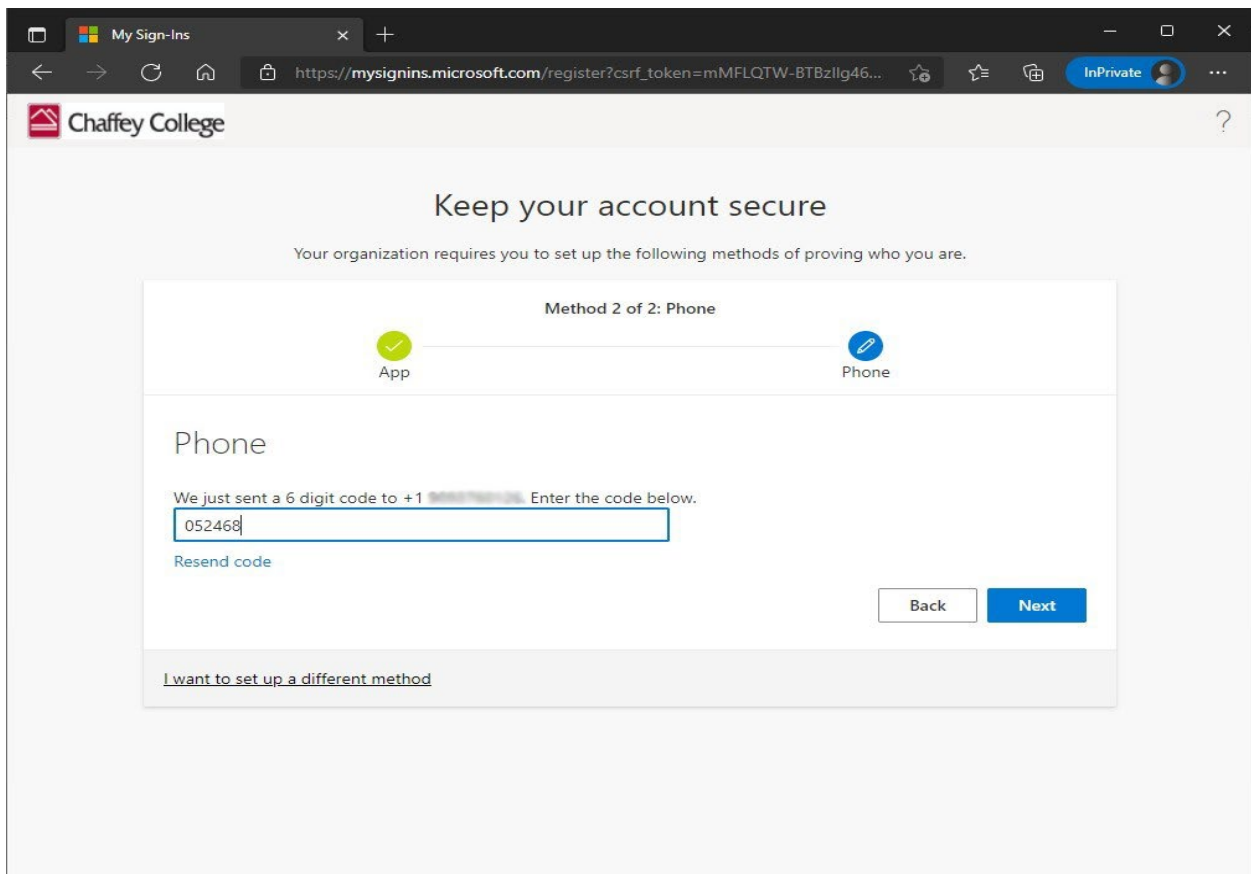 My Sign-Ins
https://mysignins.microsoft.com/register?csrf_token=mMFLQTW-BTBzIlg46...
InPrivate
Chaffey College
?
Keep your account secure
Your organization requires you to set up the following methods of proving who you are.
Method 2 of 2: Phone
App
Phone
Phone
We just sent a 6 digit code to +1 . Enter the code below.
052468
Resend code
Back
Next
I want to set up a different method